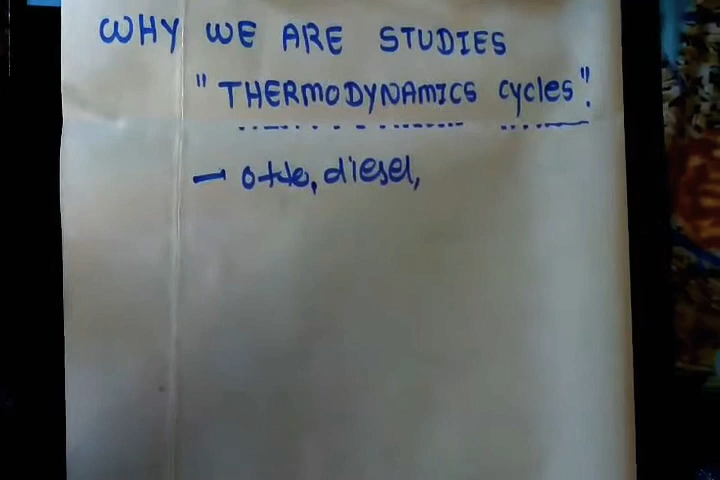 WHY WE ARE STUDIES
"THERMODYNAMICS cycles".
- otto, diesel,